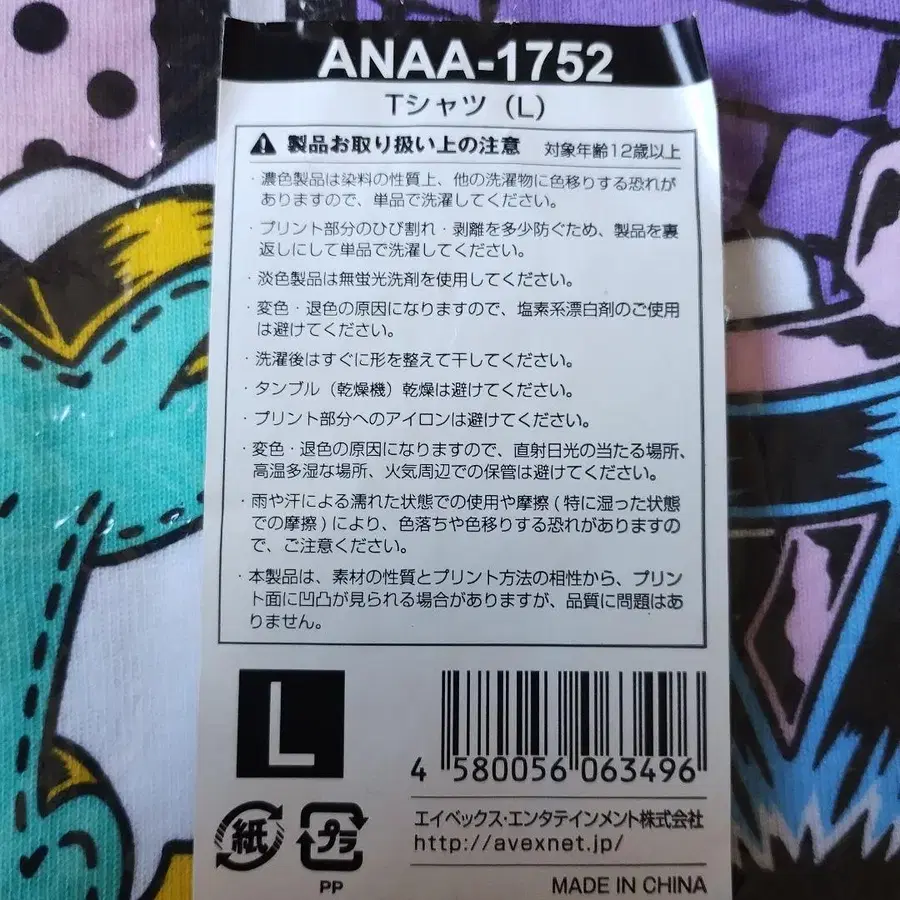 ANAA-1752
Tシャツ（L）
⚠ 製品お取り扱い上の注意 対象年齢12歳以上
・濃色製品は染料の性質上、他の洗濯物に色移りする恐れが
ありますので、単品で洗濯してください。
・プリント部分のひび割れ・剥離を多少防ぐため、製品を裏
返しにして単品で洗濯してください。
・淡色製品は無蛍光洗剤を使用してください。
・変色・退色の原因になりますので、塩素系漂白剤のご使用
は避けてください。
・洗濯後はすぐに形を整えて干してください。
・タンブル（乾燥機）乾燥は避けてください。
・プリント部分へのアイロンは避けてください。
・変色・退色の原因になりますので、直射日光の当たる場所、
高温多湿な場所、火気周辺での保管は避けてください。
・雨や汗による濡れた状態での使用や摩擦(特に湿った状態
での摩擦)により、色落ちや色移りする恐れがありますの
で、ご注意ください。
・本製品は、素材の性質とプリント方法の相性から、プリン
ト面に凹凸が見られる場合がありますが、品質に問題はあ
りません。
L
4 580056 063496
紙
プラ
PP
エイベックス・エンタテインメント株式会社
http://avexnet.jp/
MADE IN CHINA